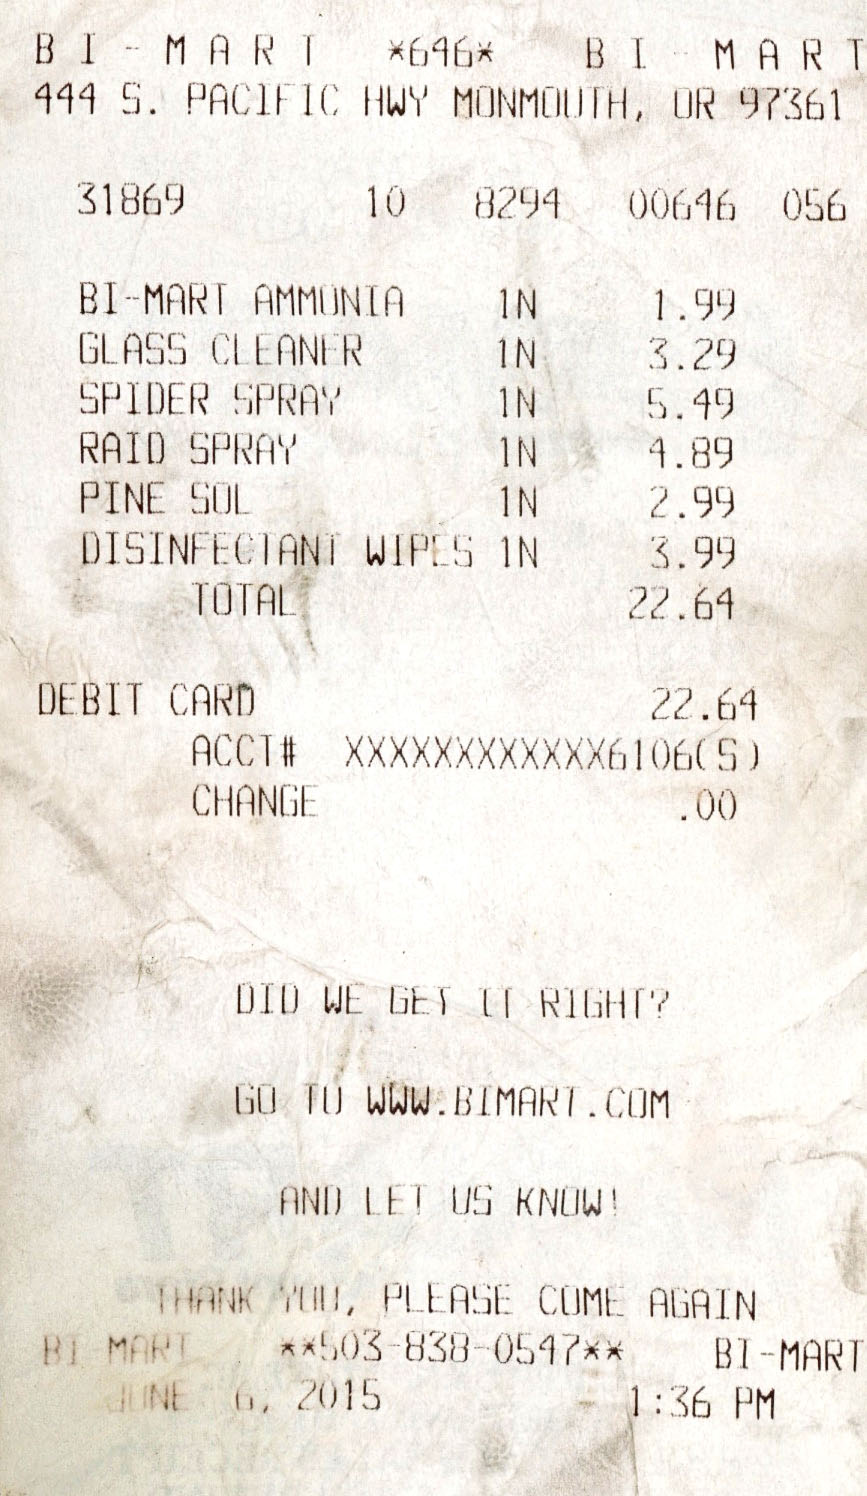 BI-MART *646* BI-MART
444 S. PACIFIC HWY MONMOUTH, OR 97361
31869 10 8294 00646 056
BI-MART AMMONIA 1N 1.99
GLASS CLEANER 1N 3.29
SPIDER SPRAY 1N 5.49
RAID SPRAY 1N 4.89
PINE SOL 1N 2.99
DISINFECTANT WIPES 1N 3.99
TOTAL 22.64
DEBIT CARD 22.64
ACCT# XXXXXXXXXXXX6106(S)
CHANGE .00
DID WE GET IT RIGHT?
GO TO WWW.BIMART.COM
AND LET US KNOW!
THANK YOU, PLEASE COME AGAIN
BI MART **503-838-0547** BI-MART
JUNE 6, 2015 1:36 PM